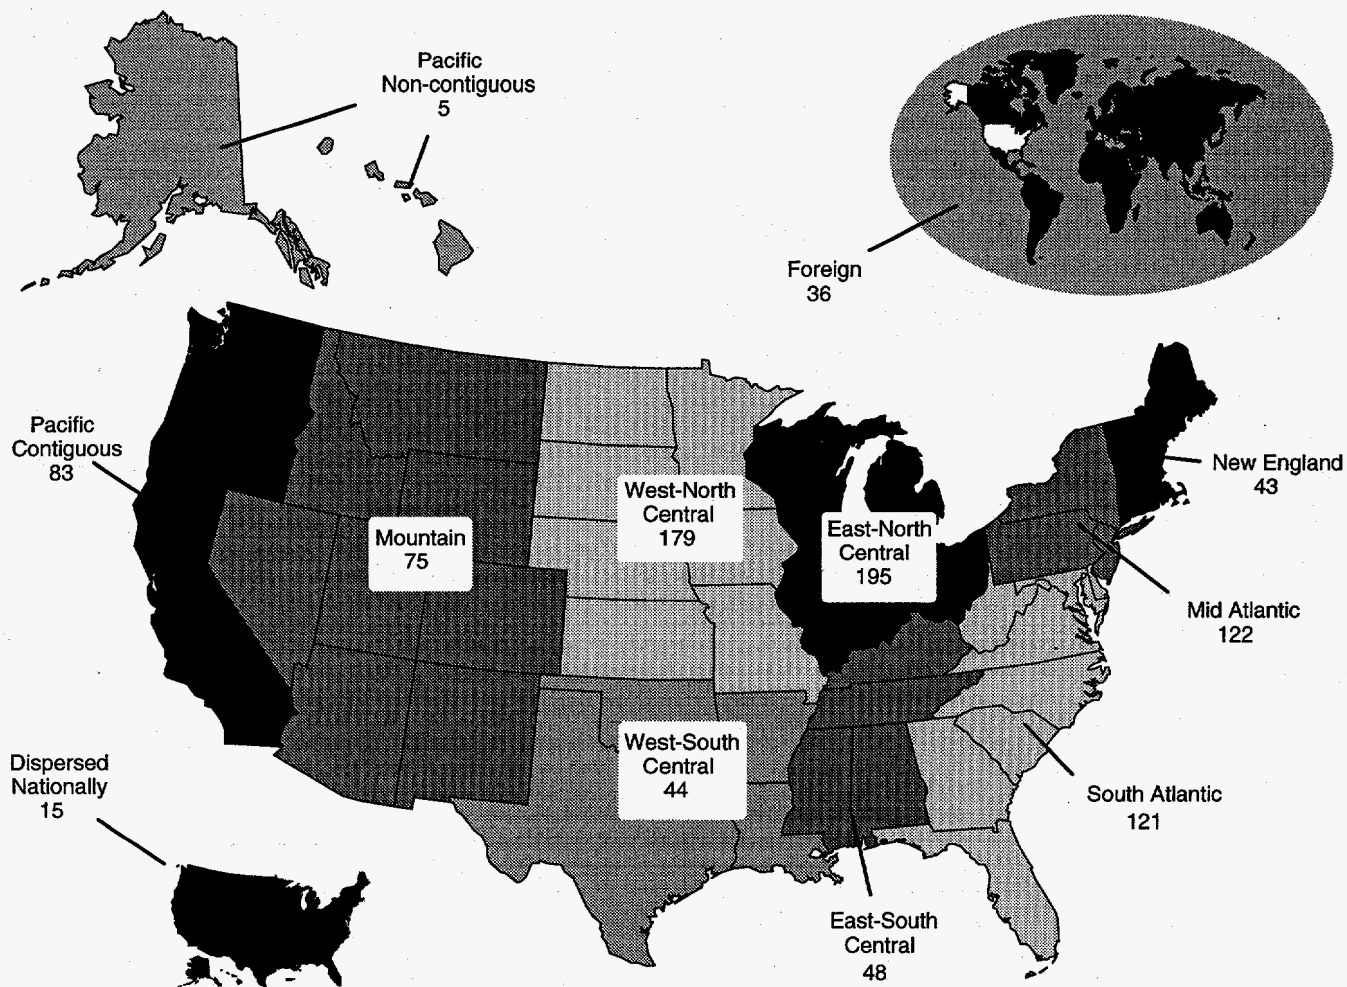 Pacific
Non-contiguous
5
Foreign
36
Pacific
Contiguous
83
New England
43
West-North
Central
179
East-North
Central
195
Mountain
75
Mid Atlantic
122
West-South
Central
44
Dispersed
Nationally
15
South Atlantic
121
East-South
Central
48